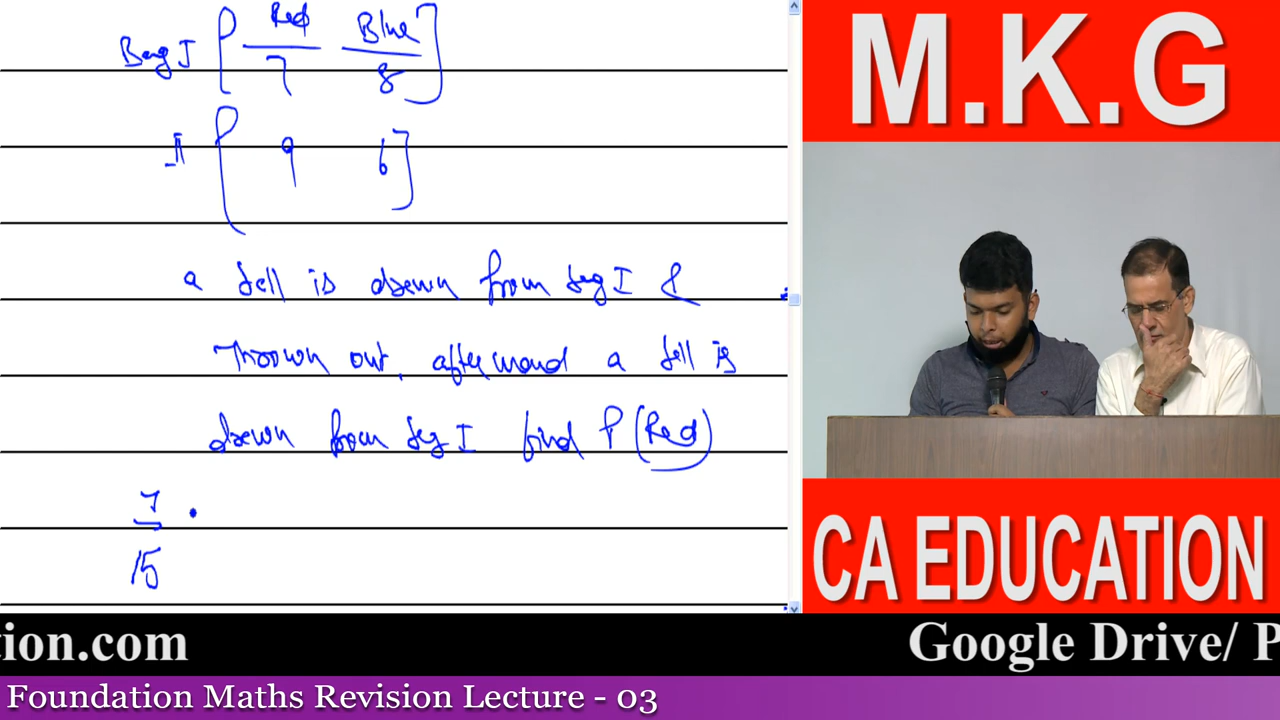 Red Blue
Bag I [ 7 8 ]
II [ 9 6 ]
a ball is drawn from bag I &
thrown out, afterward a ball is
drawn from bag I find P (Red)
7
15
M.K.G
CA EDUCATION
tion.com Google Drive/ P
Foundation Maths Revision Lecture - 03